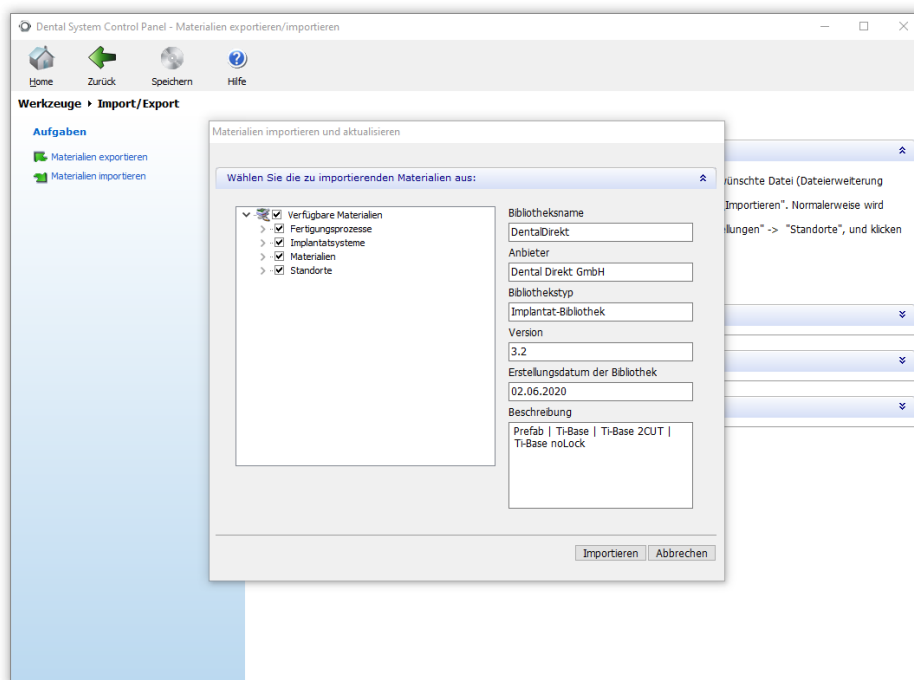 Dental System Control Panel - Materialien exportieren/importieren
Home
Zurück
Speichern
Hilfe
Werkzeuge
Import/Export
Aufgaben
Materialien exportieren
Materialien importieren
Materialien importieren und aktualisieren
Wählen Sie die zu importierenden Materialien aus:
Verfügbare Materialien
Fertigungsprozesse
Implantatsysteme
Materialien
Standorte
Bibliotheksname
DentalDirekt
Anbieter
Dental Direkt GmbH
Bibliothekstyp
Implantat-Bibliothek
Version
3.2
Erstellungsdatum der Bibliothek
02.06.2020
Beschreibung
Prefab | Ti-Base | Ti-Base 2CUT |
Ti-Base noLock
Importieren
Abbrechen
Datei (Dateierweiterung
Importieren". Normalerweise wird
-> "Standorte", und klicken